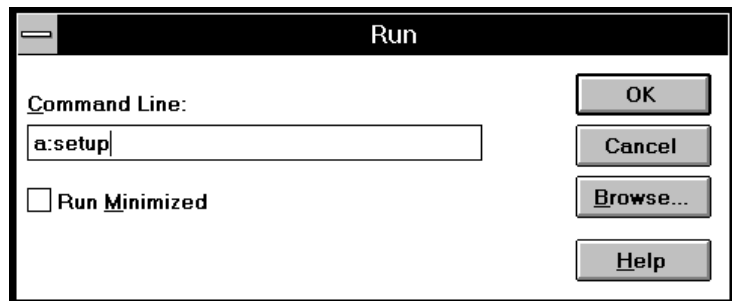 Run
Command Line:
a:setup
Run Minimized
OK
Cancel
Browse...
Help